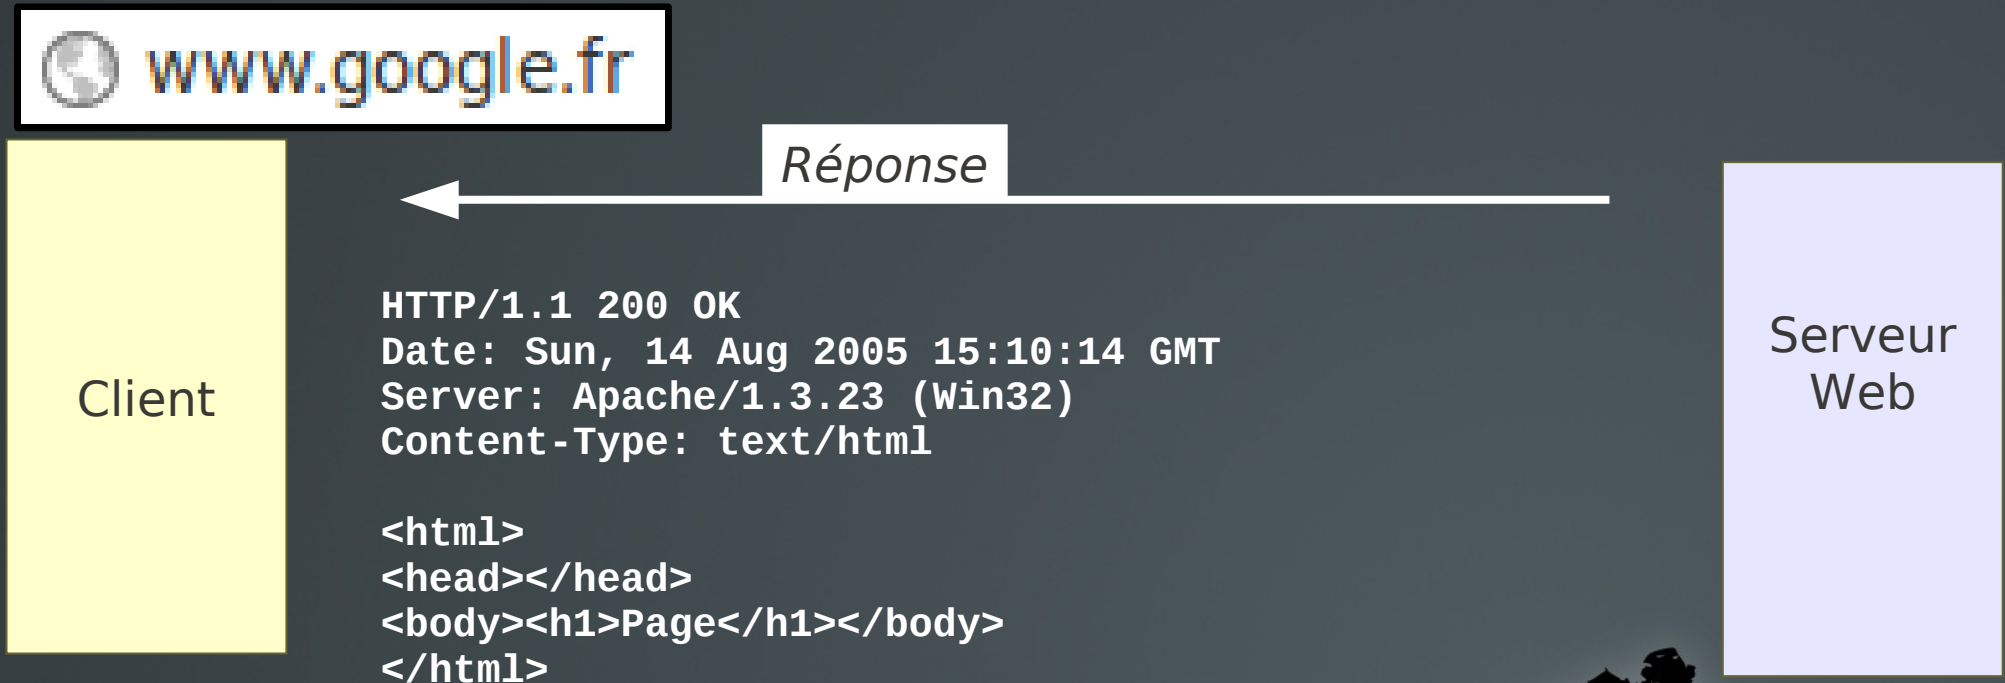 www.google.fr
Réponse
Client
HTTP/1.1 200 OK
Date: Sun, 14 Aug 2005 15:10:14 GMT
Server: Apache/1.3.23 (Win32)
Content-Type: text/html
<html>
<head></head>
<body><h1>Page</h1></body>
</html>
Serveur
Web